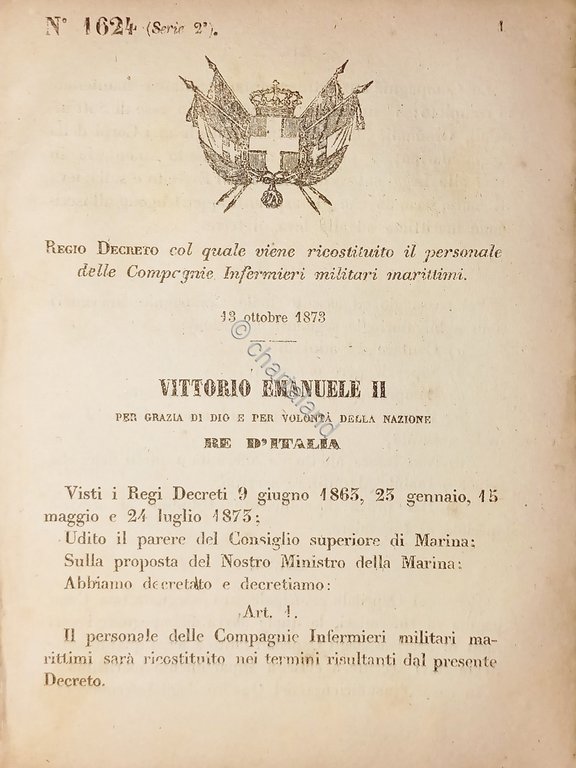 N° 1624 (Serie 2ª).
1
REGIO DECRETO col quale viene ricostituito il personale
delle Compagnie Infermieri militari marittimi.
13 ottobre 1873
VITTORIO EMANUELE II
PER GRAZIA DI DIO E PER VOLONTÀ DELLA NAZIONE
RE D'ITALIA
Visti i Regi Decreti 9 giugno 1863, 23 gennaio, 15
maggio e 24 luglio 1873;
Udito il parere del Consiglio superiore di Marina;
Sulla proposta del Nostro Ministro della Marina;
Abbiamo decretato e decretiamo:
Art. 1.
Il personale delle Compagnie Infermieri militari ma-
rittimi sarà ricostituito nei termini risultanti dal presente
Decreto.
© chartaland